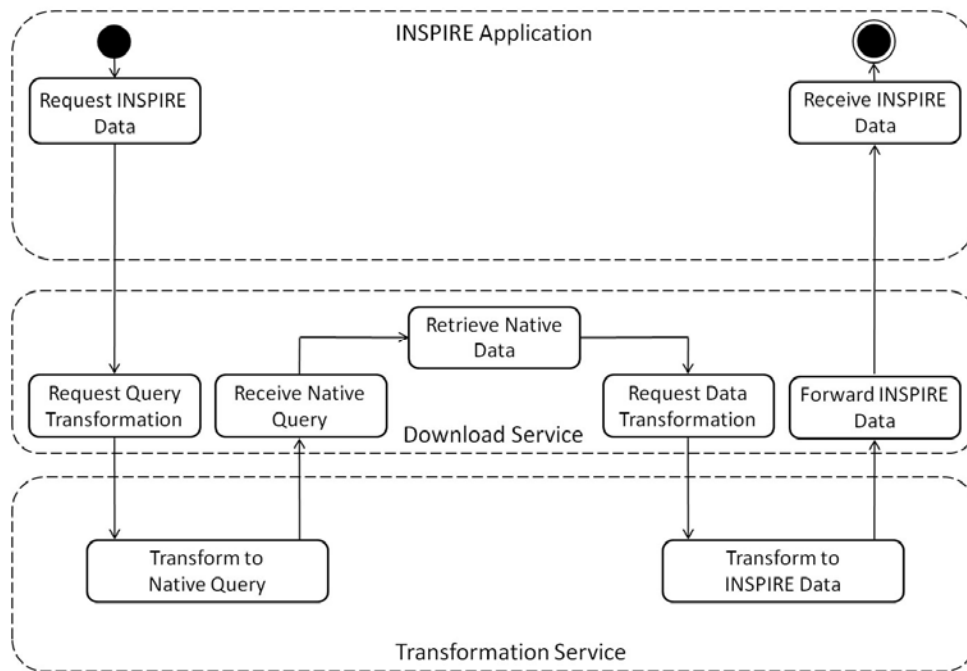 INSPIRE Application
Request INSPIRE
Data
Receive INSPIRE
Data
Retrieve Native
Data
Request Query
Transformation
Receive Native
Query
Request Data
Transformation
Forward INSPIRE
Data
Download Service
Transform to
Native Query
Transform to
INSPIRE Data
Transformation Service